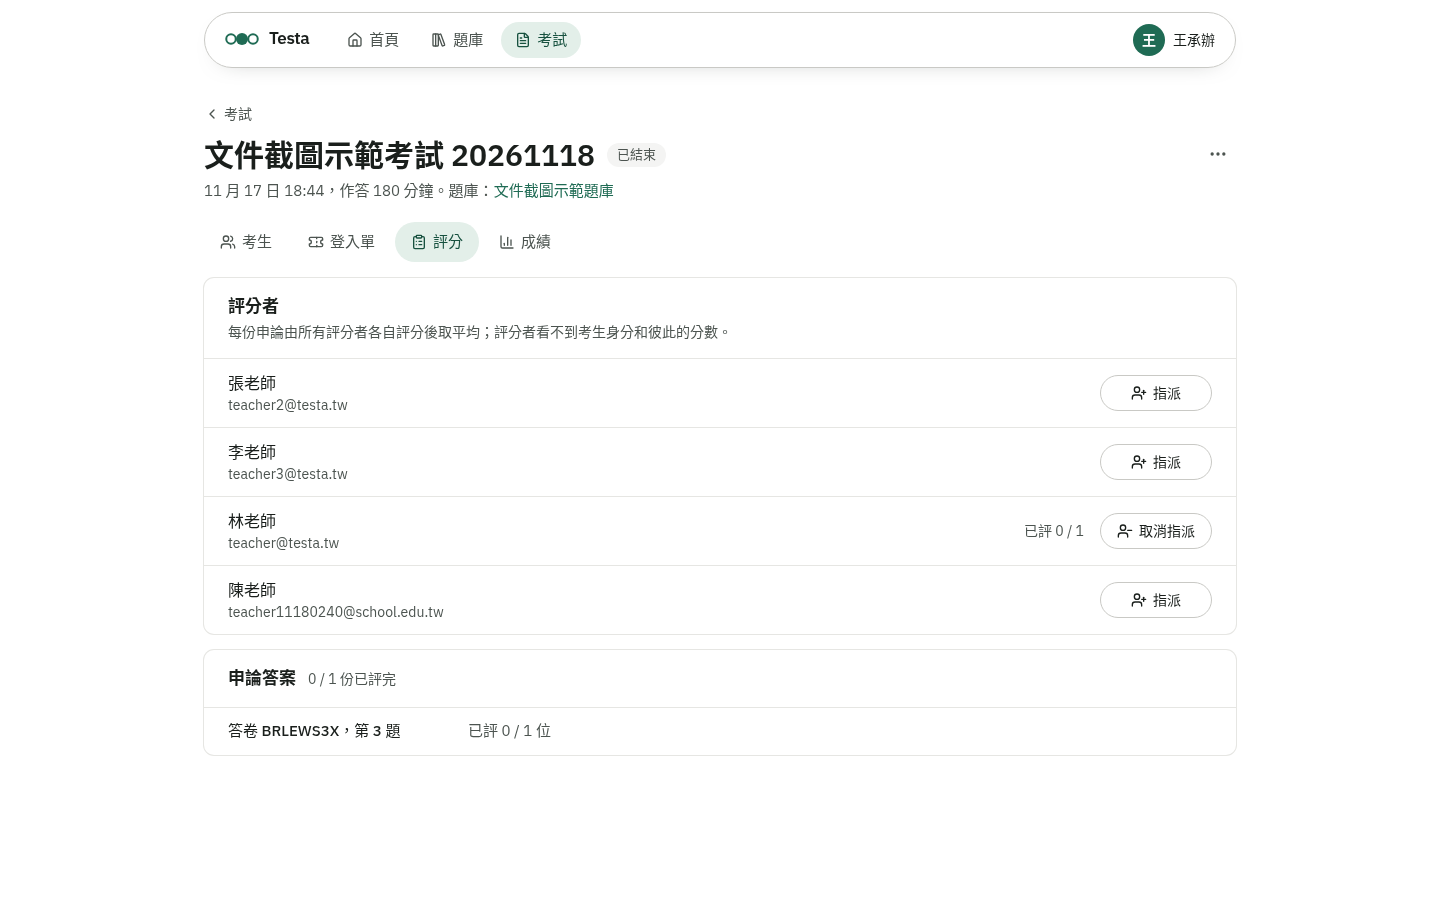 Testa
首頁
題庫
考試
王
王承辦
考試
文件截圖示範考試 20261118
已結束
11 月 17 日 18:44，作答 180 分鐘。題庫：文件截圖示範題庫
考生
登入單
評分
成績
評分者
每份申論由所有評分者各自評分後取平均；評分者看不到考生身分和彼此的分數。
張老師
teacher2@testa.tw
指派
李老師
teacher3@testa.tw
指派
林老師
teacher@testa.tw
已評 0 / 1
取消指派
陳老師
teacher11180240@school.edu.tw
指派
申論答案
0 / 1 份已評完
答卷 BRLEWS3X，第 3 題
已評 0 / 1 位